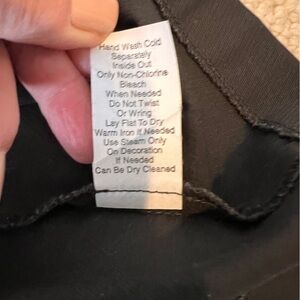 Hand Wash Cold
Separately
Inside Out
Only Non-Chlorine
Bleach
When Needed
Do Not Twist
Or Wring
Lay Flat To Dry
Warm Iron If Needed
Use Steam Only
On Decoration
If Needed
Can Be Dry Cleaned